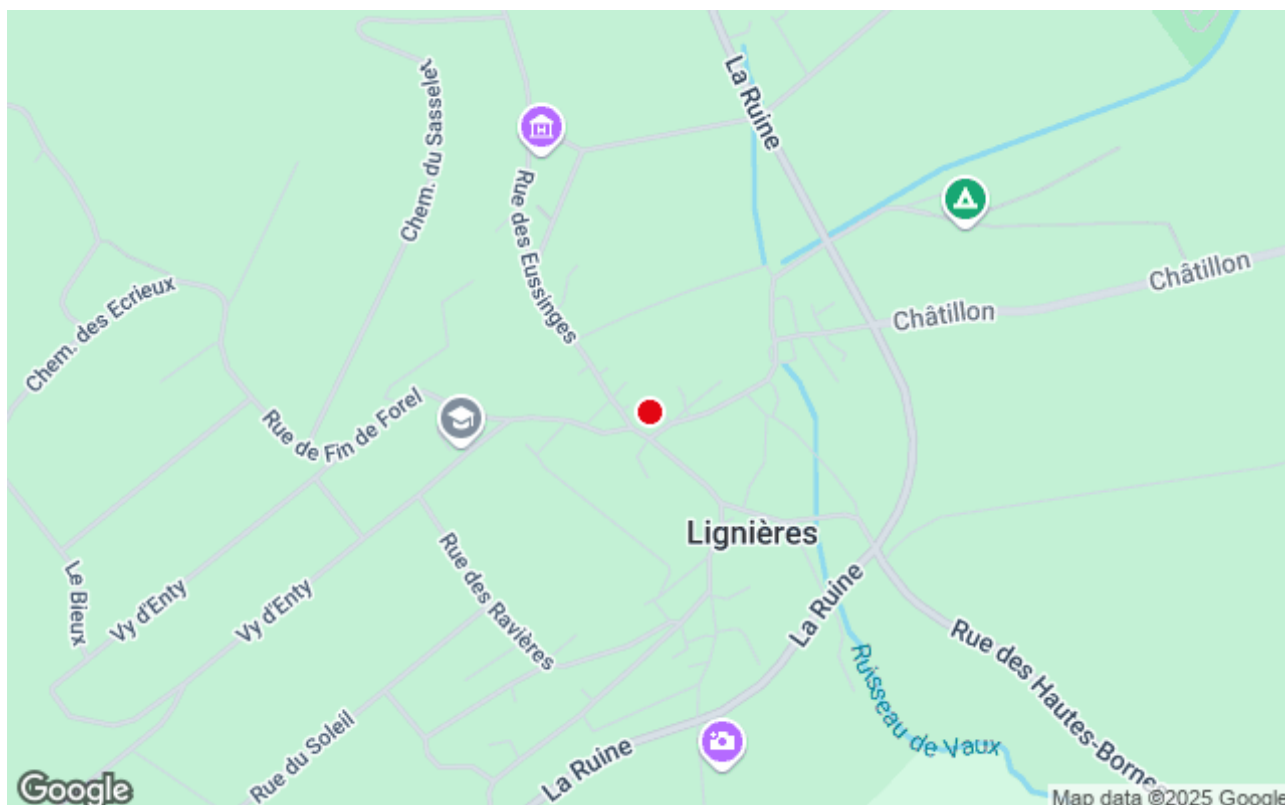 La Ruine
Chem. du Sasselet
Rue des Eussinges
Châtillon
Châtillon
Chem. des Ecrieux
Rue de Fin de Forel
Lignières
Le Bieux
Vy d'Enty
Vy d'Enty
Rue des Ravières
La Ruine
Rue des Hautes-Borne
Ruisseau de Vaux
Rue du Soleil
La Ruine
Google
Map data ©2025 Google